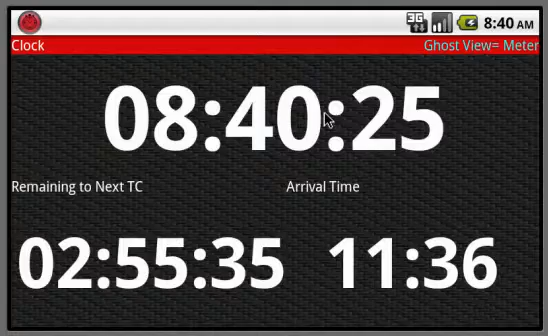 3G 8:40 AM
Clock Ghost View= Meter
08:40:25
Remaining to Next TC Arrival Time
02:55:35 11:36